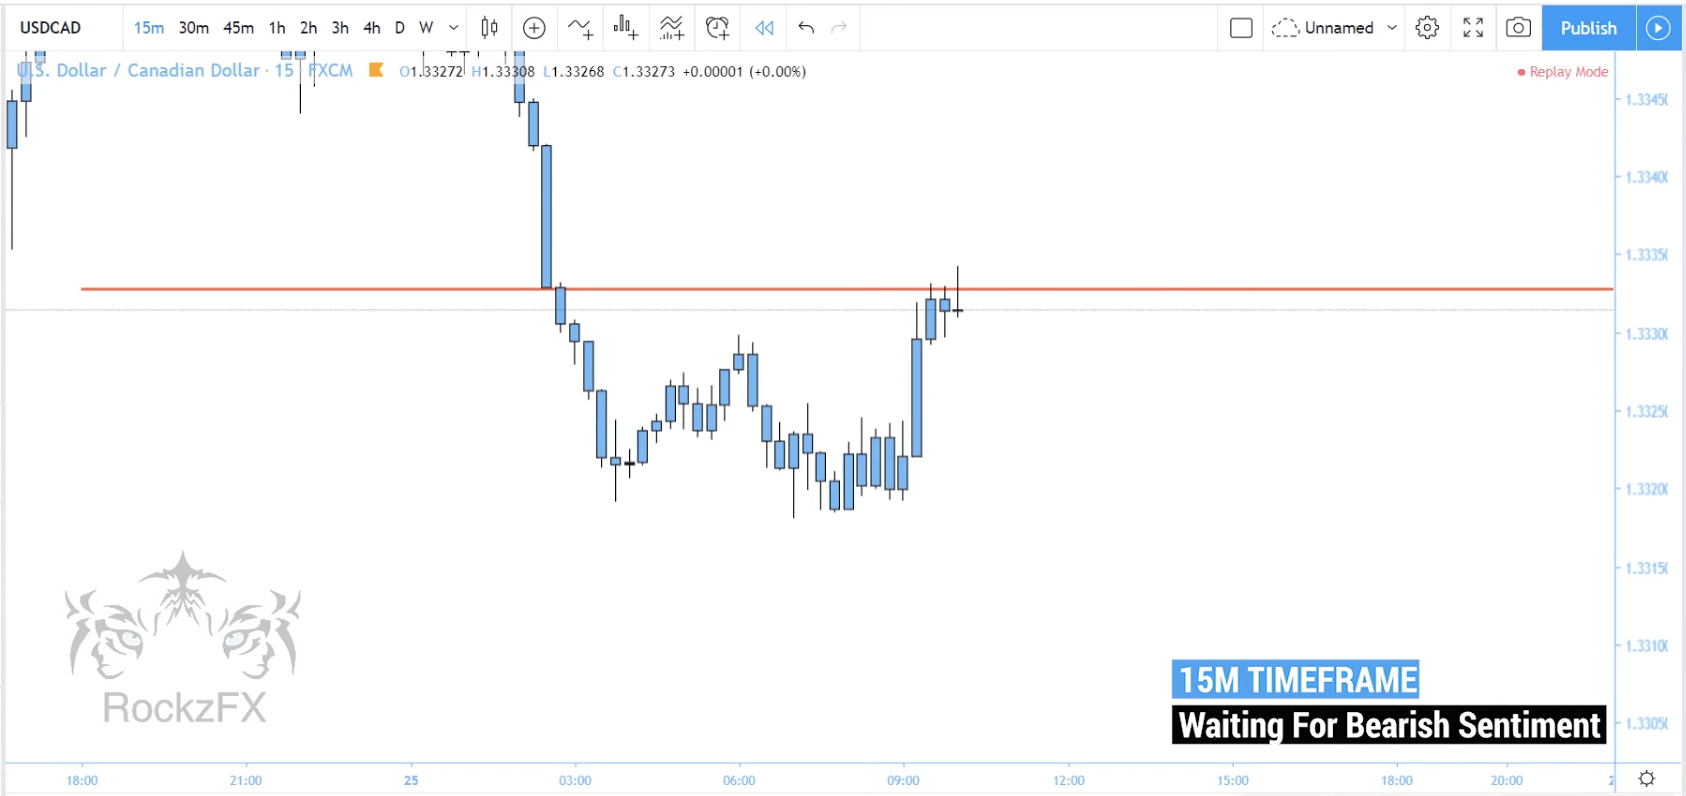 USDCAD 15m 30m 45m 1h 2h 3h 4h D W Unnamed Publish
U.S. Dollar / Canadian Dollar · 15 · FXCM O1.33272 H1.33308 L1.33268 C1.33273 +0.00001 (+0.00%) Replay Mode
1.3345
1.3340
1.3335
1.3330
1.3325
1.3320
1.3315
1.3310
1.3305
RockzFX
15M TIMEFRAME
Waiting For Bearish Sentiment
18:00 21:00 25 03:00 06:00 09:00 12:00 15:00 18:00 20:00